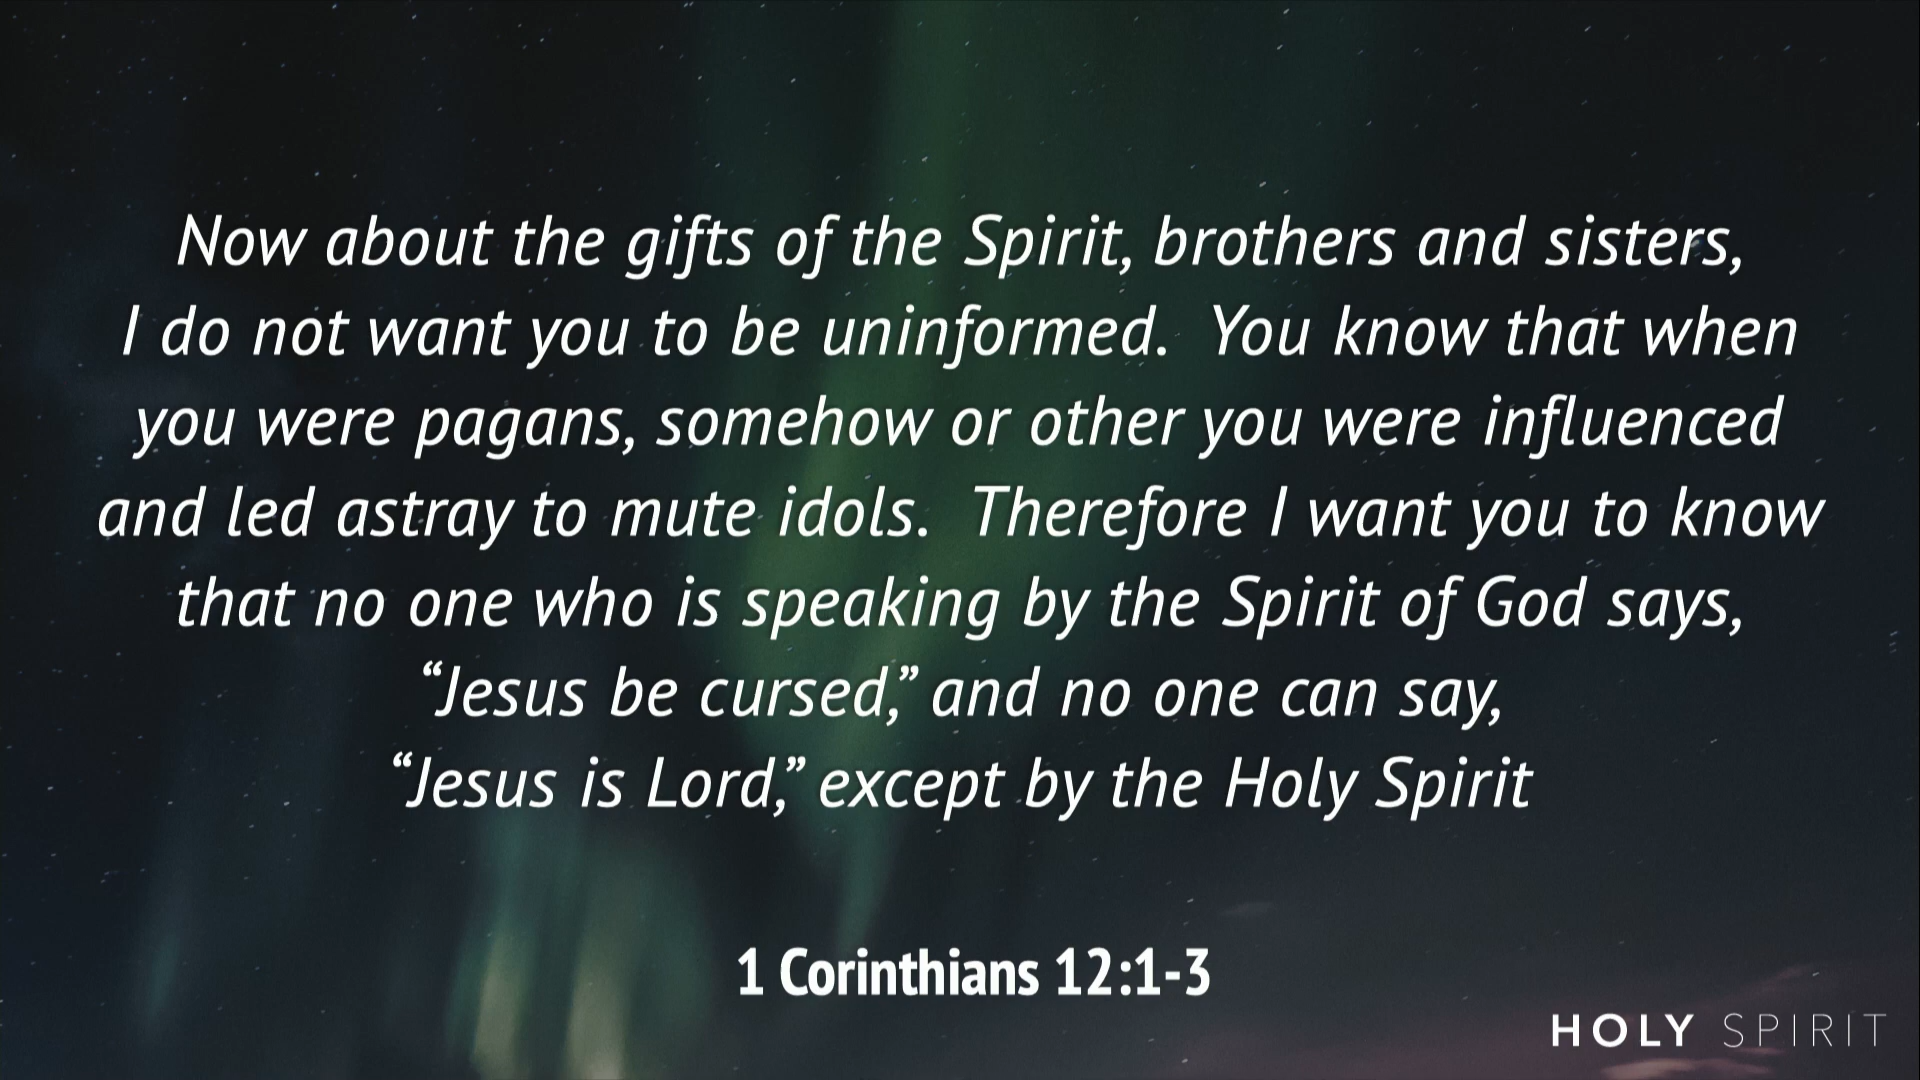 Now about the gifts of the Spirit, brothers and sisters,
I do not want you to be uninformed.  You know that when
you were pagans, somehow or other you were influenced
and led astray to mute idols.  Therefore I want you to know
that no one who is speaking by the Spirit of God says,
“Jesus be cursed,” and no one can say,
“Jesus is Lord,” except by the Holy Spirit
1 Corinthians 12:1-3
HOLY SPIRIT